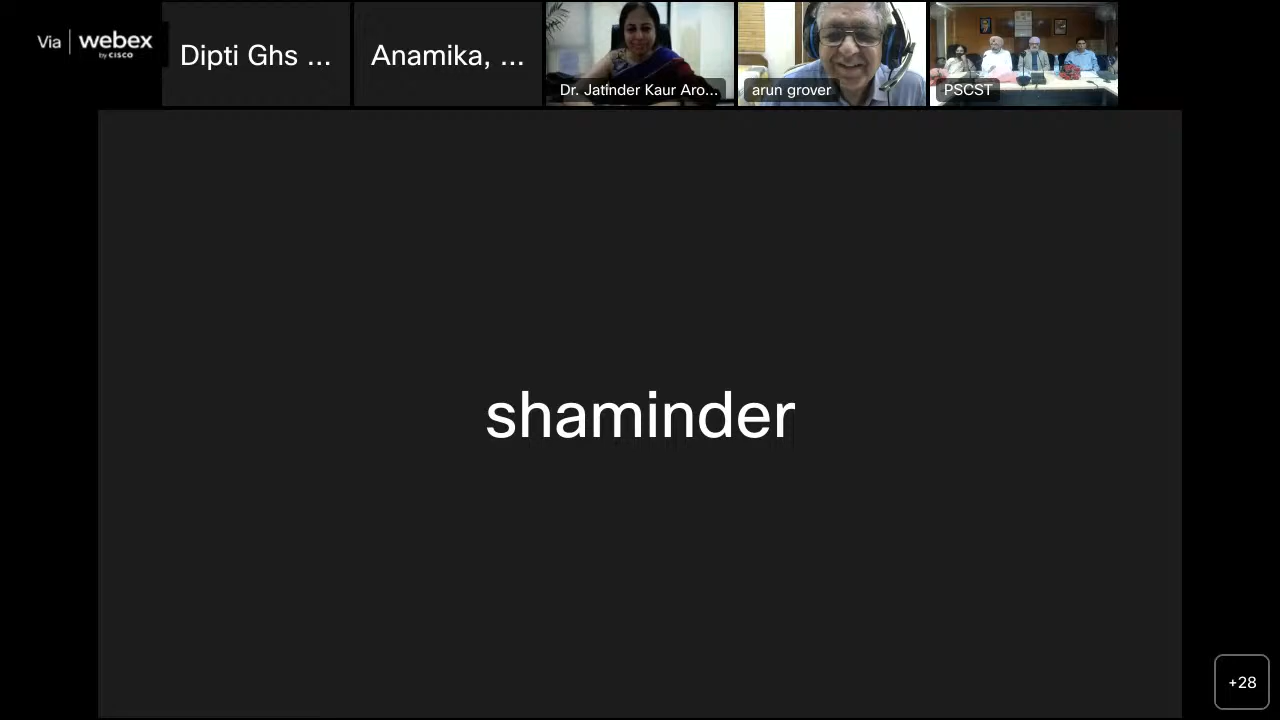 Via webex
by CISCO
Dipti Ghs ...
Anamika, ...
Dr. Jatinder Kaur Aro...
arun grover
PSCST
shaminder
+28